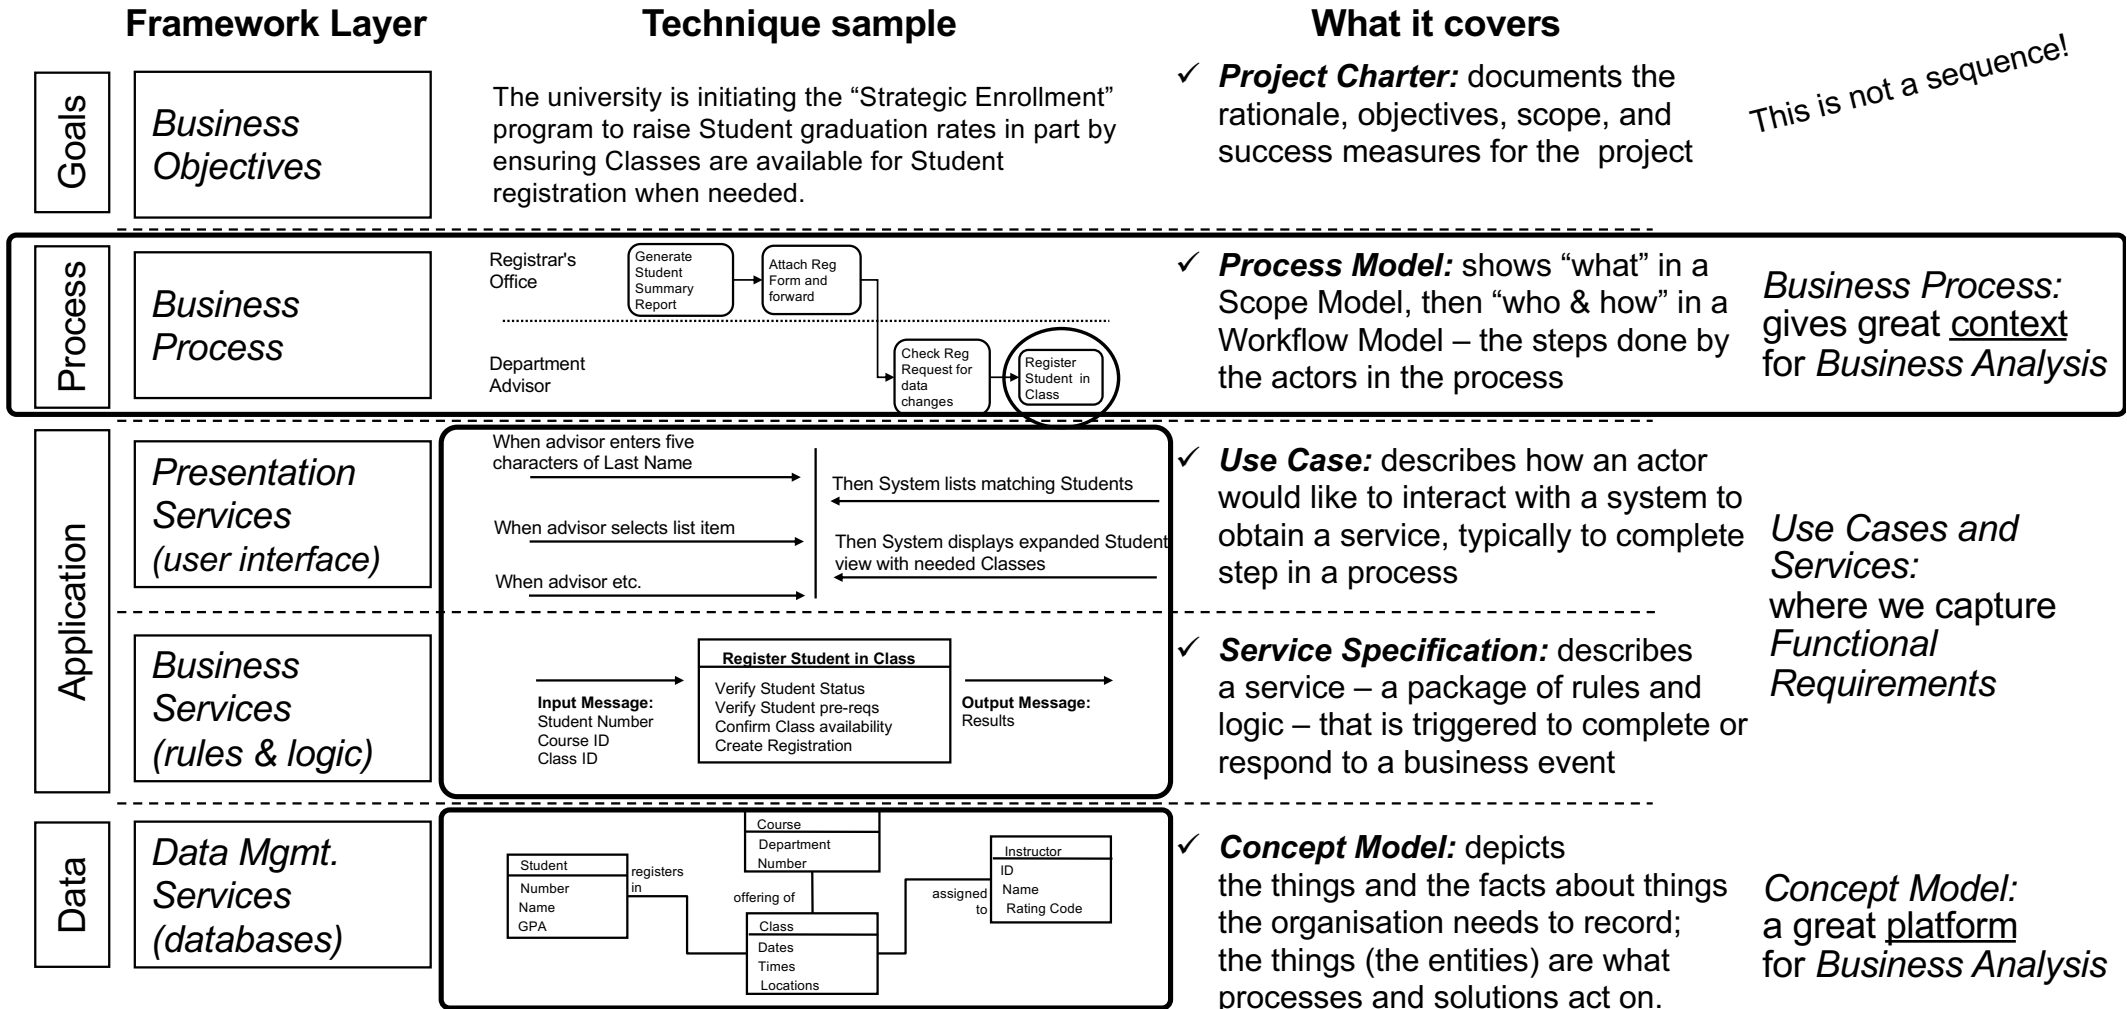 Framework Layer
Technique sample
What it covers
This is not a sequence!
Goals
Business
Objectives
The university is initiating the “Strategic Enrollment”
program to raise Student graduation rates in part by
ensuring Classes are available for Student
registration when needed.
✓ Project Charter: documents the
rationale, objectives, scope, and
success measures for the project
Process
Business
Process
Registrar's
Office
Generate
Student
Summary
Report
Attach Reg
Form and
forward
Department
Advisor
Check Reg
Request for
data
changes
Register
Student in
Class
✓ Process Model: shows “what” in a
Scope Model, then “who & how” in a
Workflow Model – the steps done by
the actors in the process
Business Process:
gives great context
for Business Analysis
Application
Presentation
Services
(user interface)
When advisor enters five
characters of Last Name
Then System lists matching Students
When advisor selects list item
Then System displays expanded Student
view with needed Classes
When advisor etc.
✓ Use Case: describes how an actor
would like to interact with a system to
obtain a service, typically to complete
step in a process
Use Cases and
Services:
where we capture
Functional
Requirements
Business
Services
(rules & logic)
Input Message:
Student Number
Course ID
Class ID
Register Student in Class
Verify Student Status
Verify Student pre-reqs
Confirm Class availability
Create Registration
Output Message:
Results
✓ Service Specification: describes
a service – a package of rules and
logic – that is triggered to complete or
respond to a business event
Data
Data Mgmt.
Services
(databases)
Student
Number
Name
GPA
registers
in
Course
Department
Number
offering of
Class
Dates
Times
Locations
assigned
to
Instructor
ID
Name
Rating Code
✓ Concept Model: depicts
the things and the facts about things
the organisation needs to record;
the things (the entities) are what
processes and solutions act on.
Concept Model:
a great platform
for Business Analysis